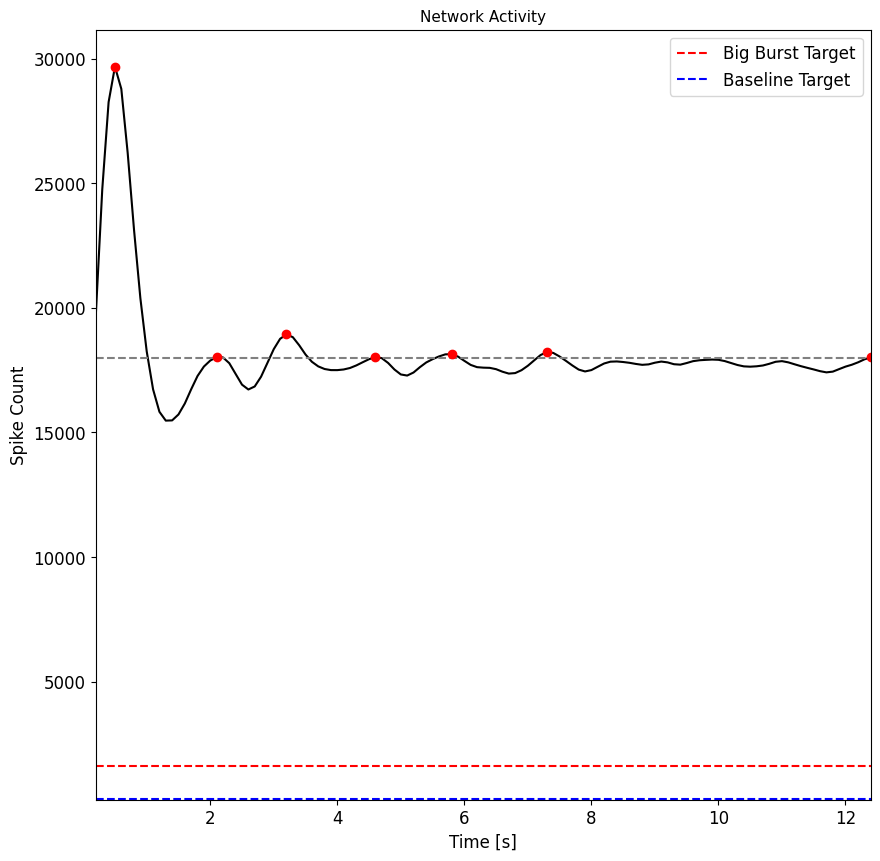 Network Activity
Big Burst Target
Baseline Target
30000
25000
20000
15000
10000
5000
Spike Count
2 4 6 8 10 12
Time [s]